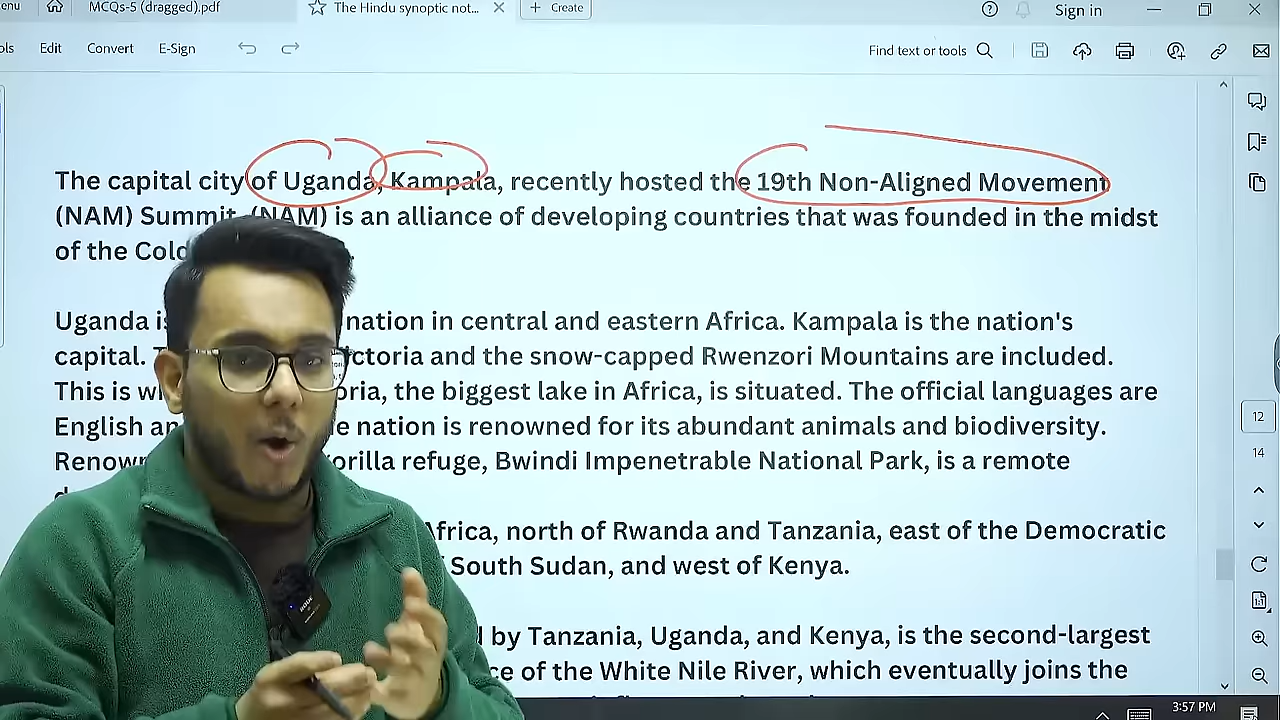 enu MCQs-5 (dragged).pdf The Hindu synoptic not... Create Sign in
ols Edit Convert E-Sign Find text or tools
The capital city of Uganda, Kampala, recently hosted the 19th Non-Aligned Movement
(NAM) Summit. (NAM) is an alliance of developing countries that was founded in the midst
of the Cold
Uganda is nation in central and eastern Africa. Kampala is the nation's
capital. ictoria and the snow-capped Rwenzori Mountains are included.
This is w oria, the biggest lake in Africa, is situated. The official languages are
English an e nation is renowned for its abundant animals and biodiversity.
Renown orilla refuge, Bwindi Impenetrable National Park, is a remote
Africa, north of Rwanda and Tanzania, east of the Democratic
South Sudan, and west of Kenya.
d by Tanzania, Uganda, and Kenya, is the second-largest
ce of the White Nile River, which eventually joins the
12
14
3:57 PM